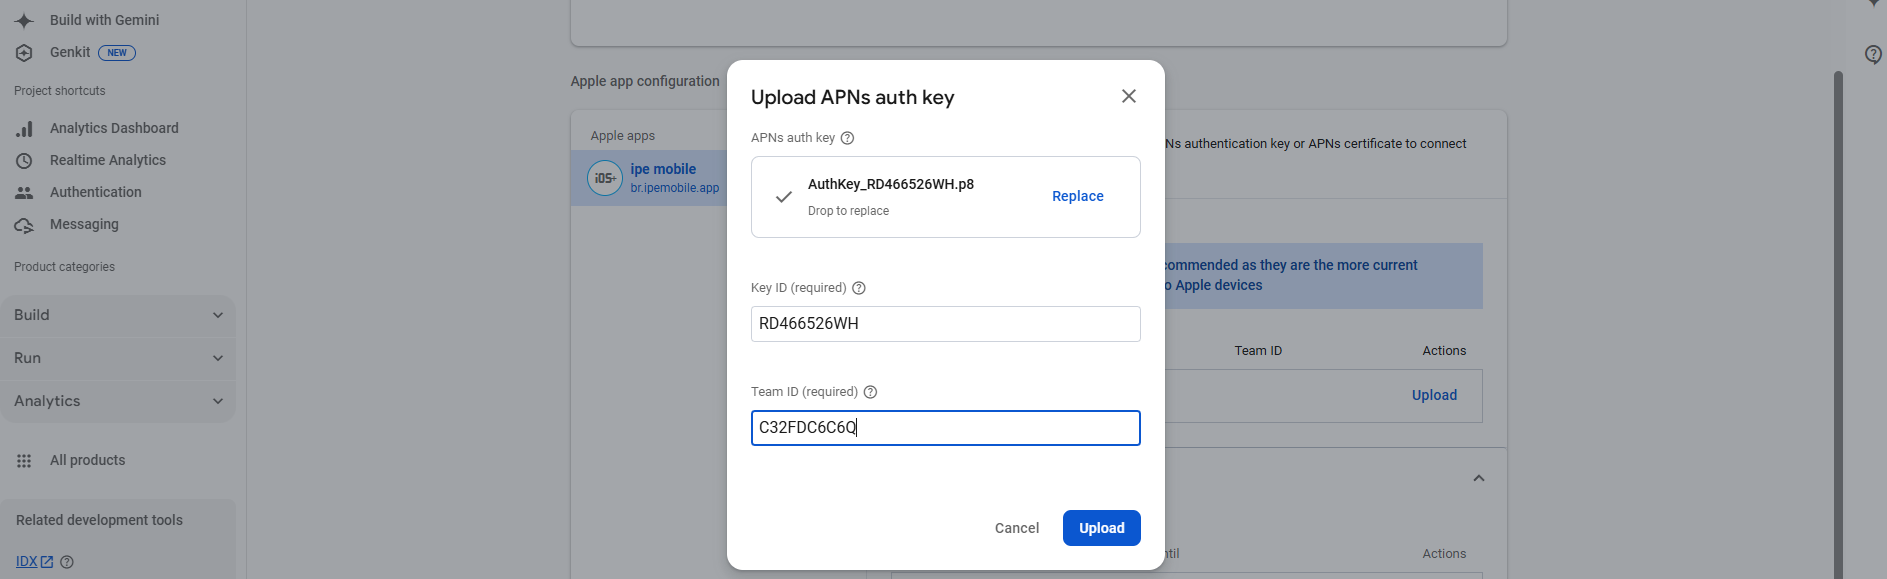 Build with Gemini
Genkit NEW
Project shortcuts
Analytics Dashboard
Realtime Analytics
Authentication
Messaging
Product categories
Build
Run
Analytics
All products
Related development tools
IDX
Apple app configuration
Apple apps
iOS+
ipe mobile
br.ipemobile.app
Upload APNs auth key
APNs auth key
AuthKey_RD466526WH.p8
Drop to replace
Replace
Key ID (required)
RD466526WH
Team ID (required)
C32FDC6C6Q
Cancel
Upload
Ns authentication key or APNs certificate to connect
commended as they are the more current
o Apple devices
Team ID Actions
Upload
ntil Actions